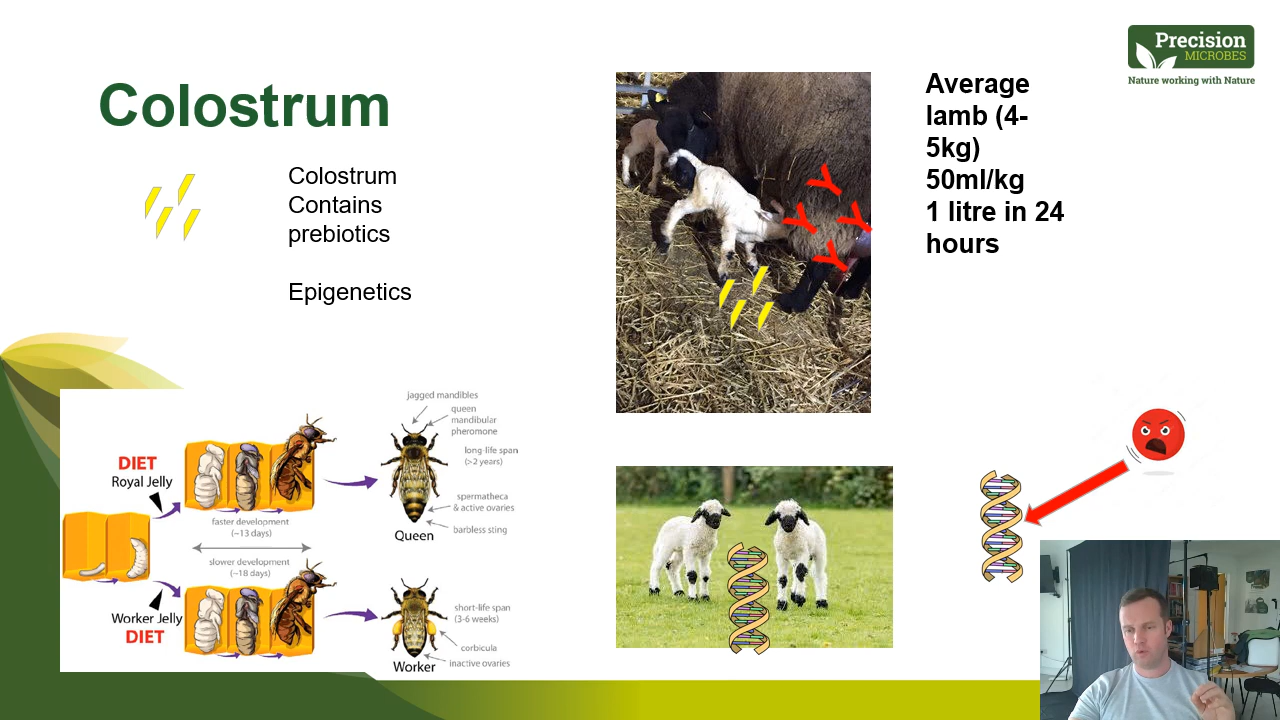 Precision
MICROBES
Nature working with Nature
Colostrum
Colostrum
Contains
prebiotics
Epigenetics
Average
lamb (4-
5kg)
50ml/kg
1 litre in 24
hours
DIET
Royal Jelly
faster development
(~13 days)
slower development
(~18 days)
Worker Jelly
DIET
jagged mandibles
queen
mandibular
pheromone
long-life span
(>2 years)
spermatheca
& active ovaries
barbless sting
Queen
short-life span
(3-6 weeks)
corbicula
inactive ovaries
Worker